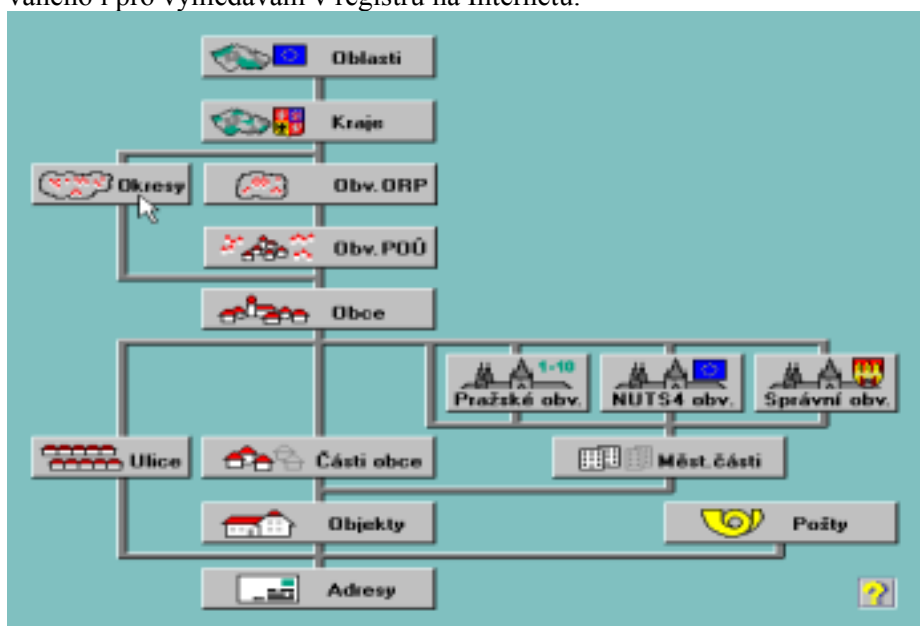 vaného i pro vyhledávání v registru na Internetu.
Oblasti
Kraje
Okresy
Obv. ORP
Obv. POÚ
Obce
1-10
Pražské obv.
NUTS4 obv.
Správní obv.
Ulice
Části obce
Měst. části
Objekty
Pošty
Adresy
?